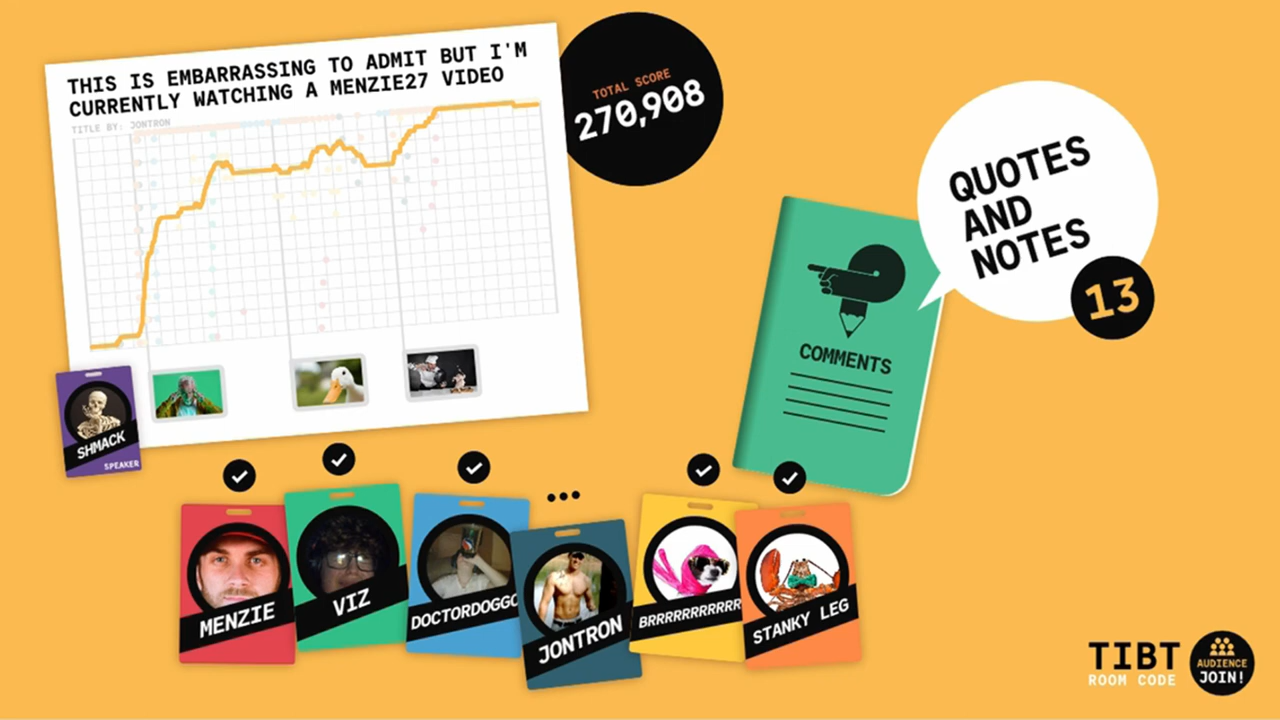 THIS IS EMBARRASSING TO ADMIT BUT I'M
CURRENTLY WATCHING A MENZIE27 VIDEO
TITLE BY: JONTRON
TOTAL SCORE
270,908
QUOTES
AND
NOTES
13
COMMENTS
SHMACK
SPEAKER
MENZIE
VIZ
DOCTORDOGGO
JONTRON
BRRRRRRRRRRR
STANKY LEG
TIBT
ROOM CODE
AUDIENCE
JOIN!